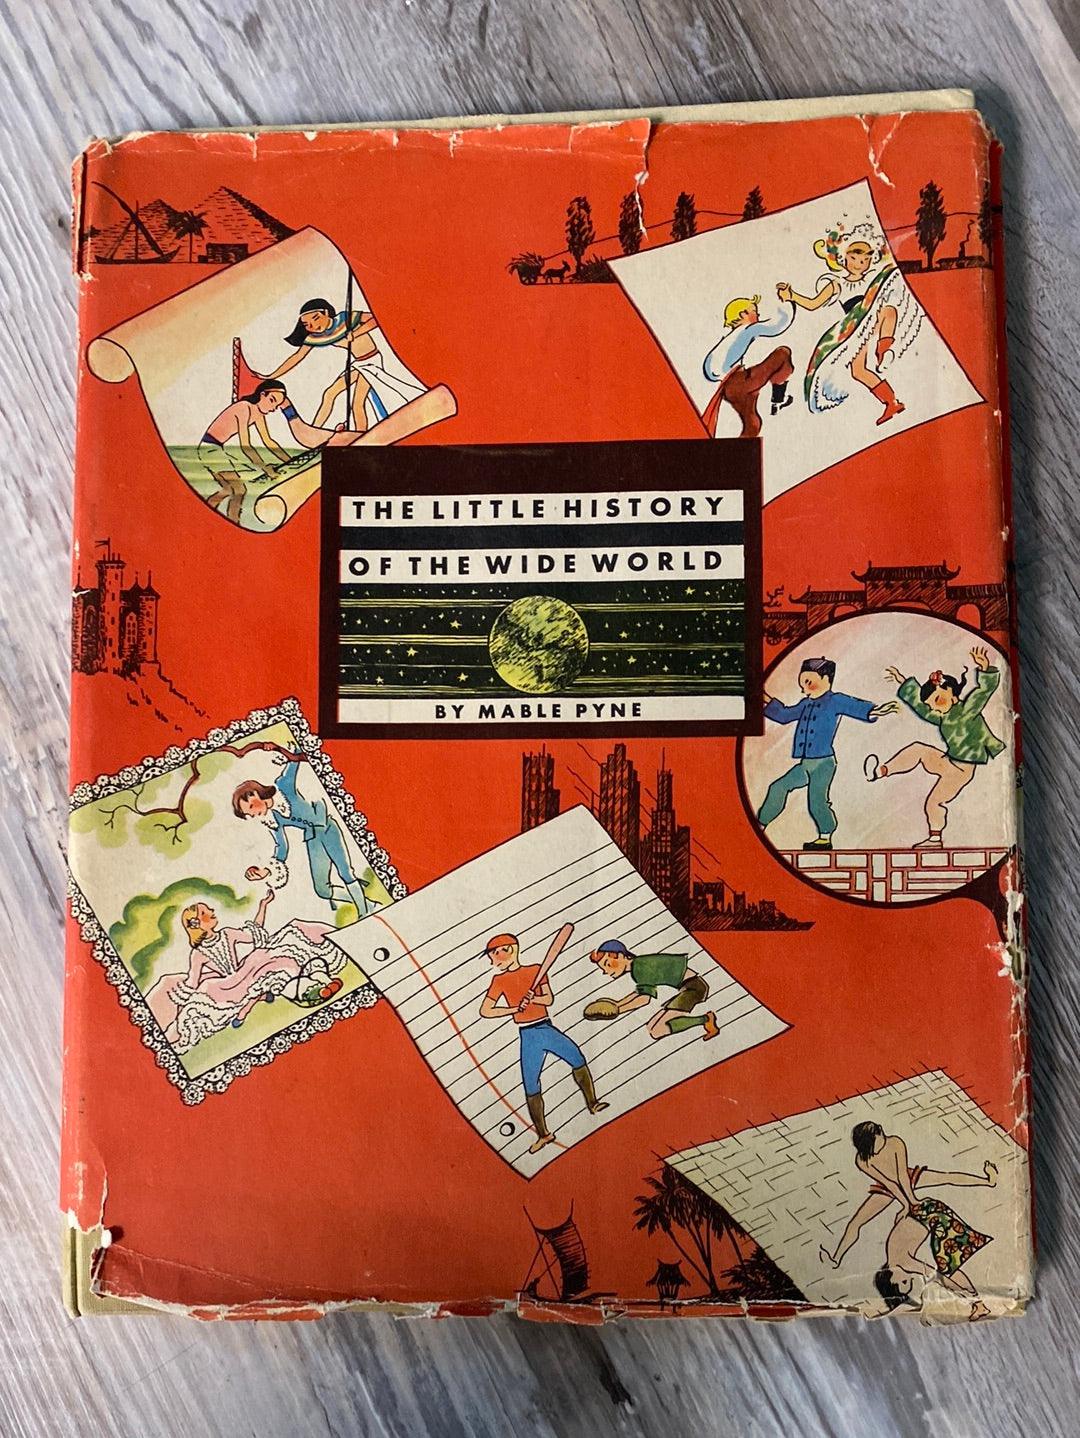 THE LITTLE HISTORY
OF THE WIDE WORLD
BY MABLE PYNE